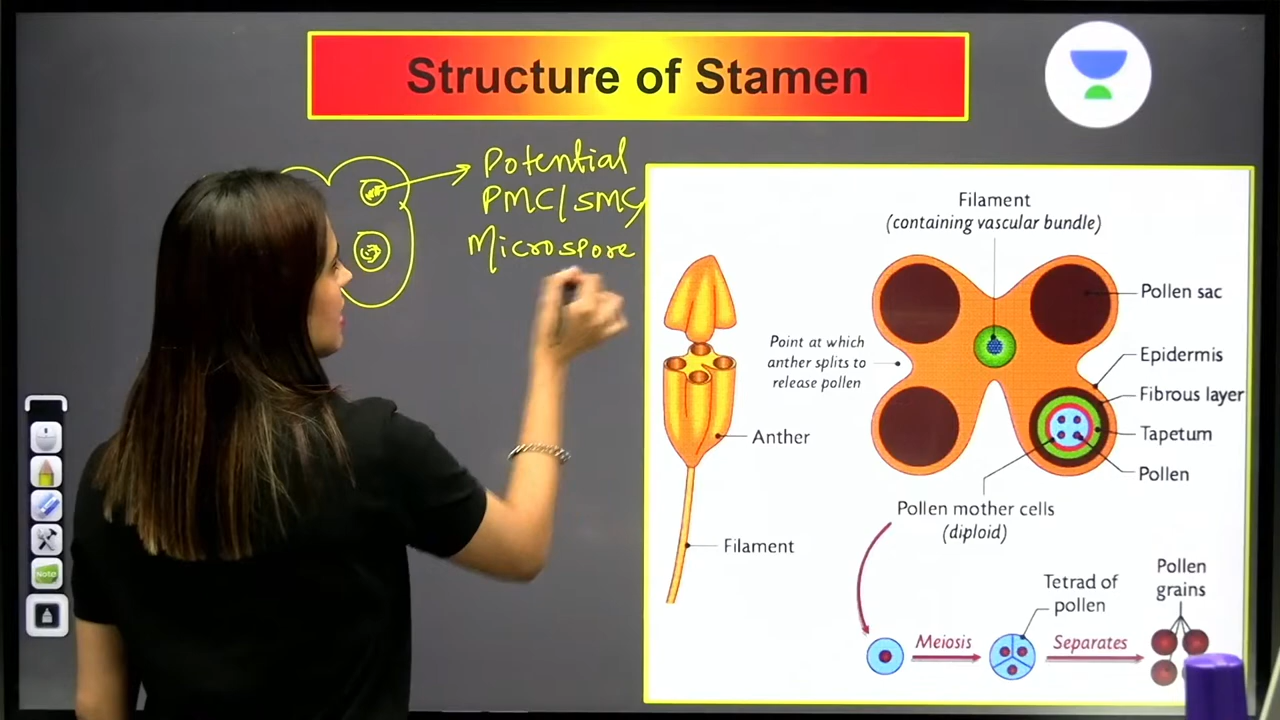 Structure of Stamen
Potential
PMC/SMC/
Microspore
Filament
(containing vascular bundle)
Pollen sac
Point at which
anther splits to
release pollen
Epidermis
Fibrous layer
Tapetum
Pollen
Anther
Pollen mother cells
(diploid)
Filament
Tetrad of
pollen
Pollen
grains
Meiosis
Separates
Note